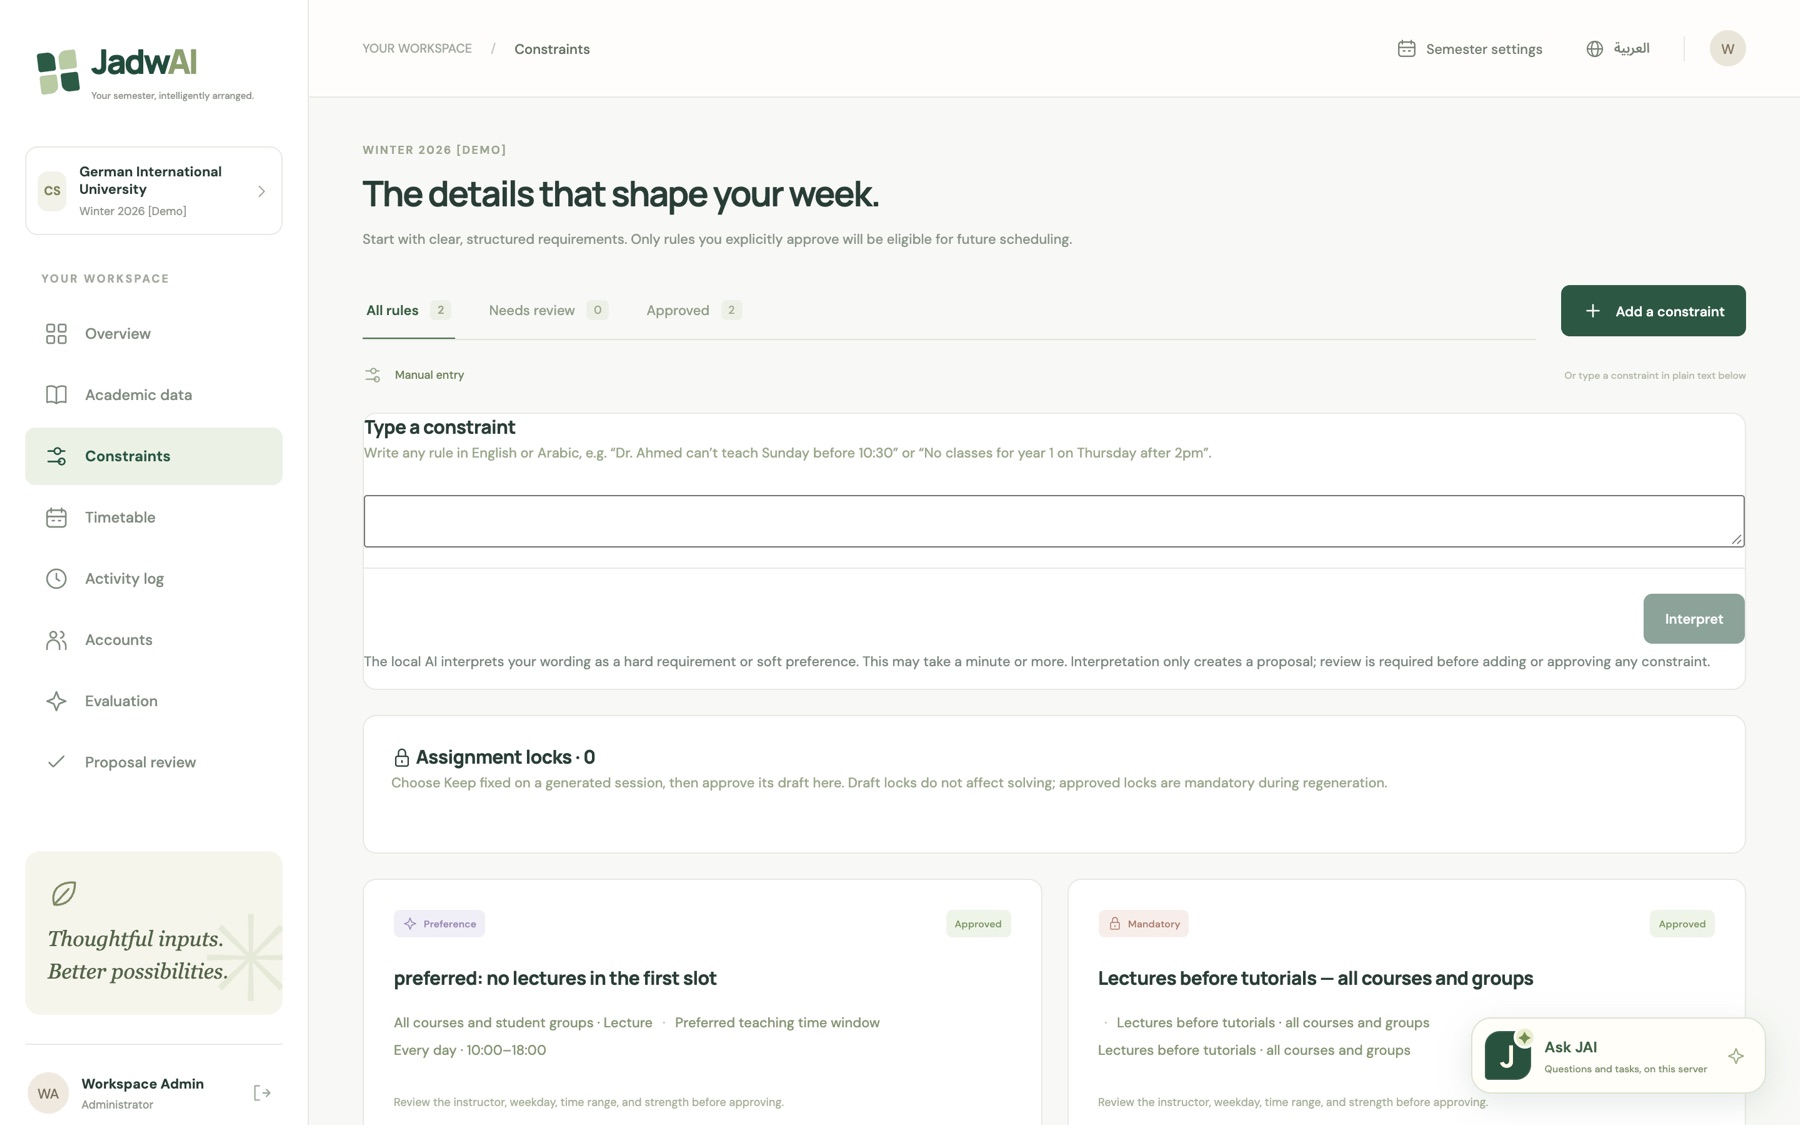 JadwAI
Your semester, intelligently arranged.
German International
University
CS
Winter 2026 [Demo]
YOUR WORKSPACE
Overview
Academic data
Constraints
Timetable
Activity log
Accounts
Evaluation
Proposal review
Thoughtful inputs.
Better possibilities.
WA
Workspace Admin
Administrator
YOUR WORKSPACE / Constraints
Semester settings
العربية
W
WINTER 2026 [DEMO]
The details that shape your week.
Start with clear, structured requirements. Only rules you explicitly approve will be eligible for future scheduling.
All rules 2 Needs review 0 Approved 2
+ Add a constraint
Manual entry
Or type a constraint in plain text below
Type a constraint
Write any rule in English or Arabic, e.g. “Dr. Ahmed can’t teach Sunday before 10:30” or “No classes for year 1 on Thursday after 2pm”.
Interpret
The local AI interprets your wording as a hard requirement or soft preference. This may take a minute or more. Interpretation only creates a proposal; review is required before adding or approving any constraint.
Assignment locks · 0
Choose Keep fixed on a generated session, then approve its draft here. Draft locks do not affect solving; approved locks are mandatory during regeneration.
Preference
Approved
preferred: no lectures in the first slot
All courses and student groups · Lecture · Preferred teaching time window
Every day · 10:00–18:00
Review the instructor, weekday, time range, and strength before approving.
Mandatory
Approved
Lectures before tutorials — all courses and groups
· Lectures before tutorials · all courses and groups
Lectures before tutorials · all courses and groups
Review the instructor, weekday, time range, and strength before approving.
J
Ask JAI
Questions and tasks, on this server